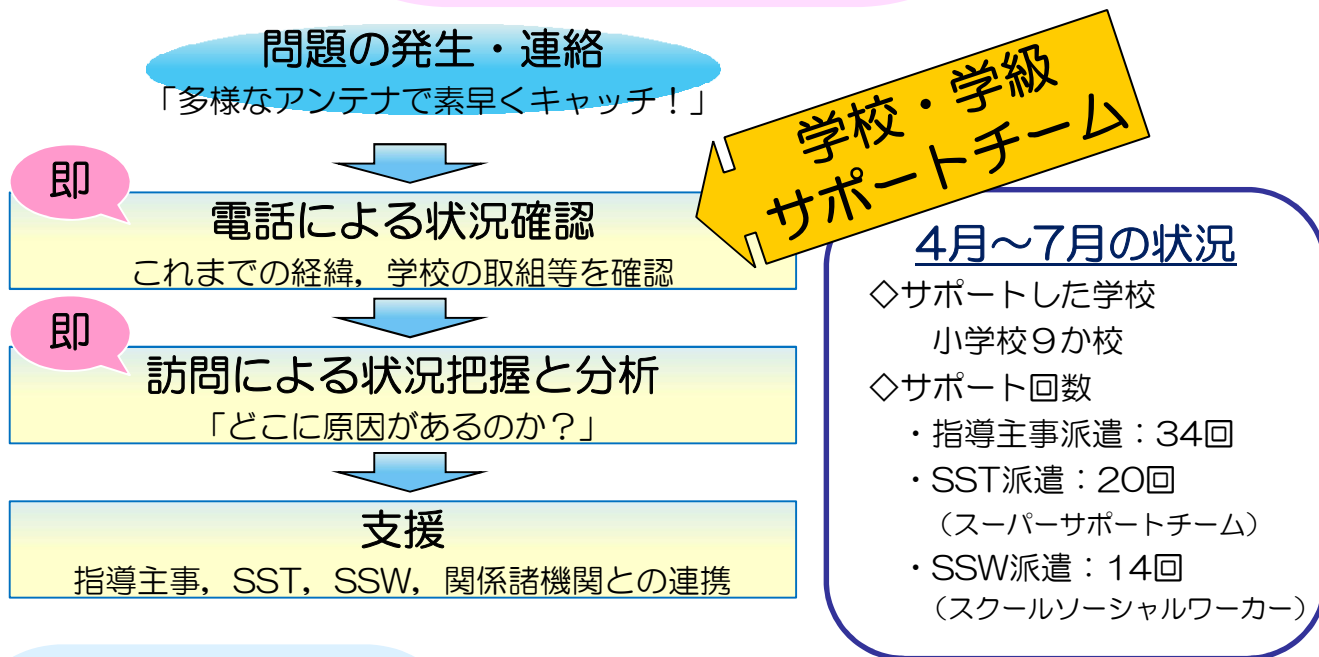 問題の発生・連絡
「多様なアンテナで素早くキャッチ！」
学校・学級
サポートチーム
即
電話による状況確認
これまでの経緯，学校の取組等を確認
即
訪問による状況把握と分析
「どこに原因があるのか？」
支援
指導主事，SST，SSW，関係諸機関との連携
4月～7月の状況
◇サポートした学校
小学校９か校
◇サポート回数
・指導主事派遣：34回
・SST派遣：20回
（スーパーサポートチーム）
・SSW派遣：14回
（スクールソーシャルワーカー）